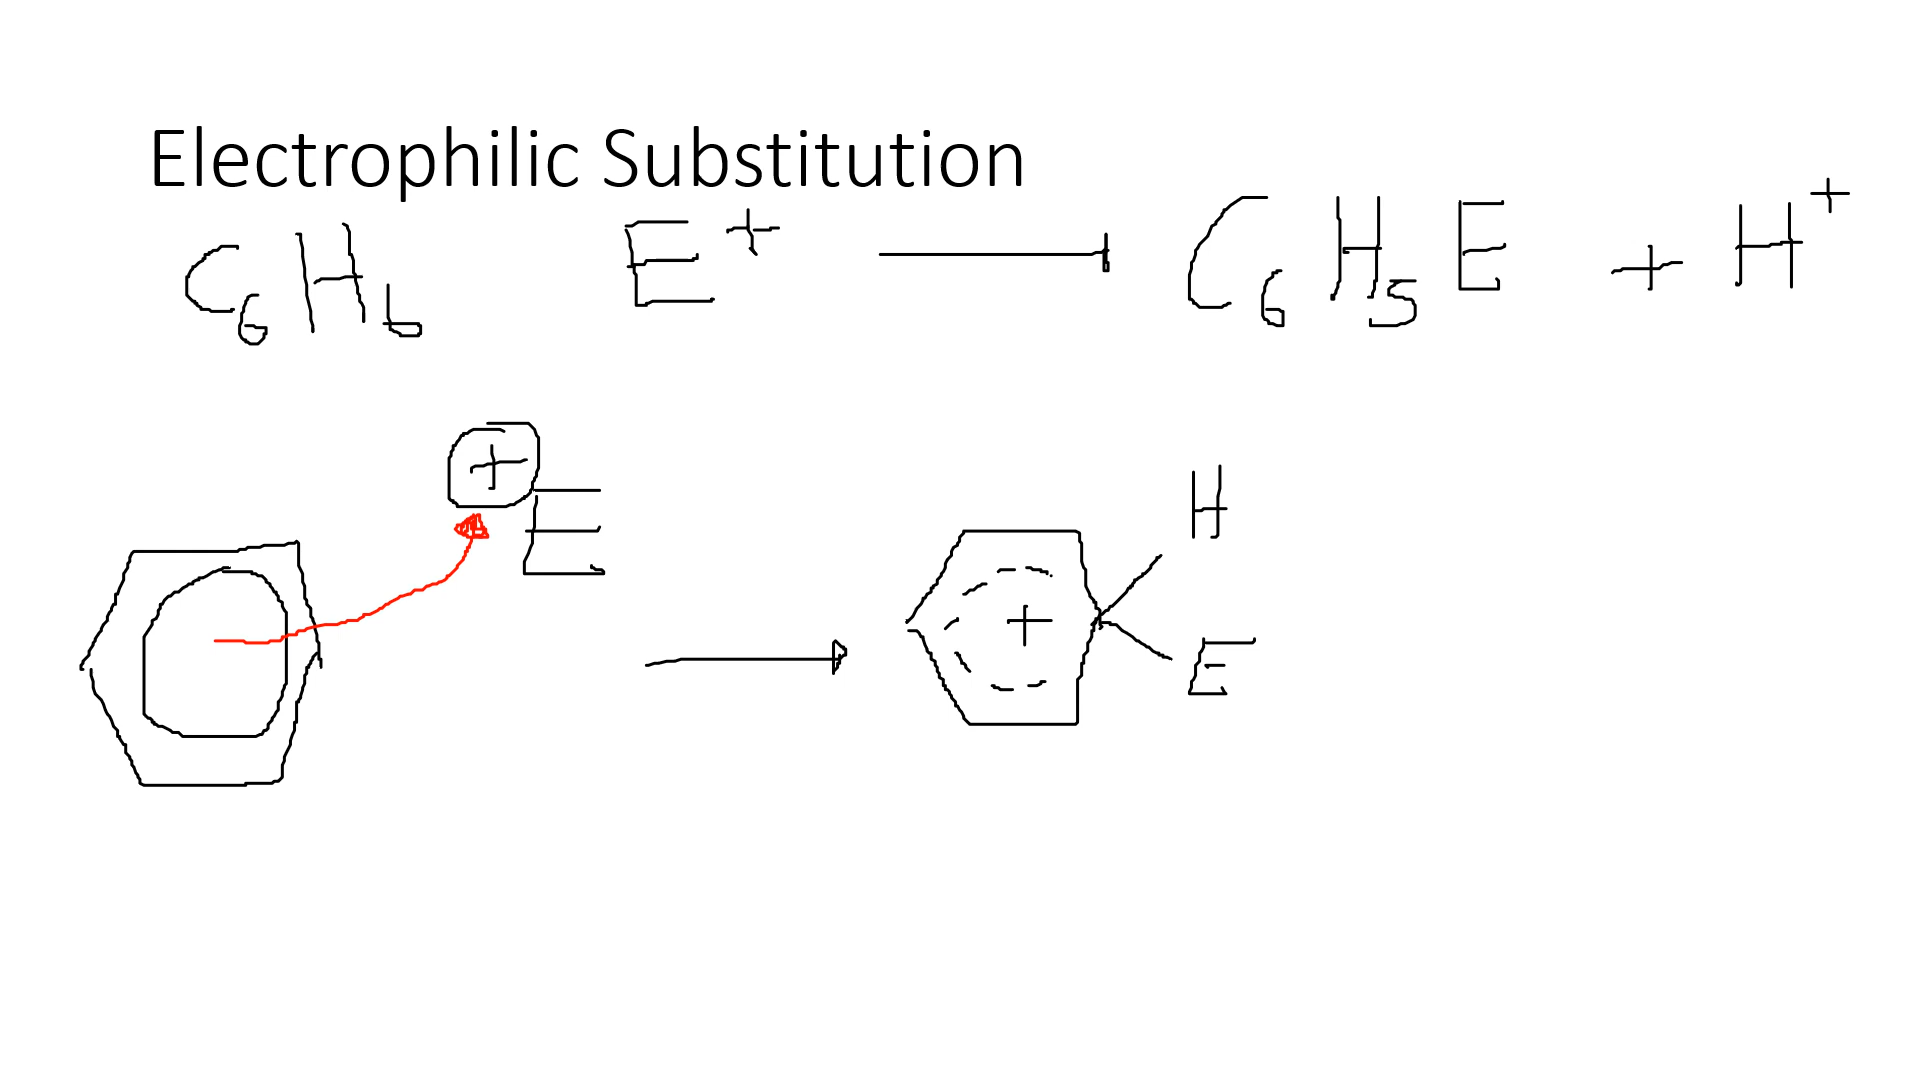 Electrophilic Substitution
C6H6 E+ → C6H5E + H+
+ E
H
+
E